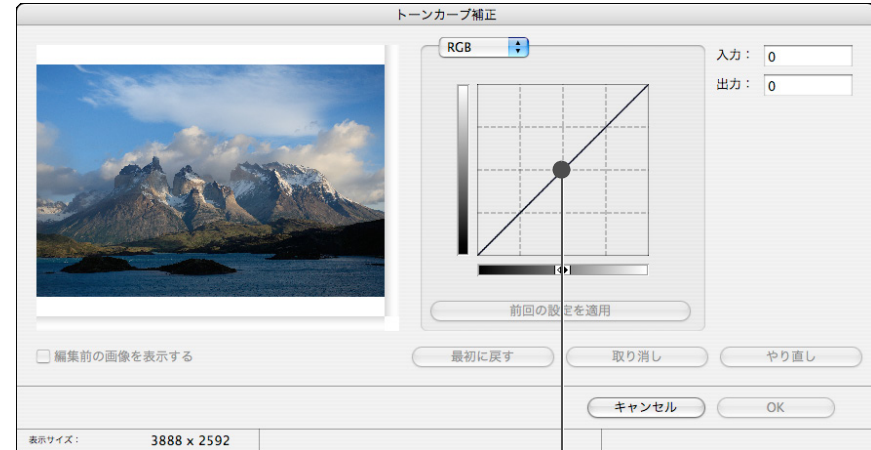 トーンカーブ補正
RGB
入力： 0
出力： 0
前回の設定を適用
編集前の画像を表示する
最初に戻す
取り消し
やり直し
キャンセル
OK
表示サイズ： 3888 x 2592